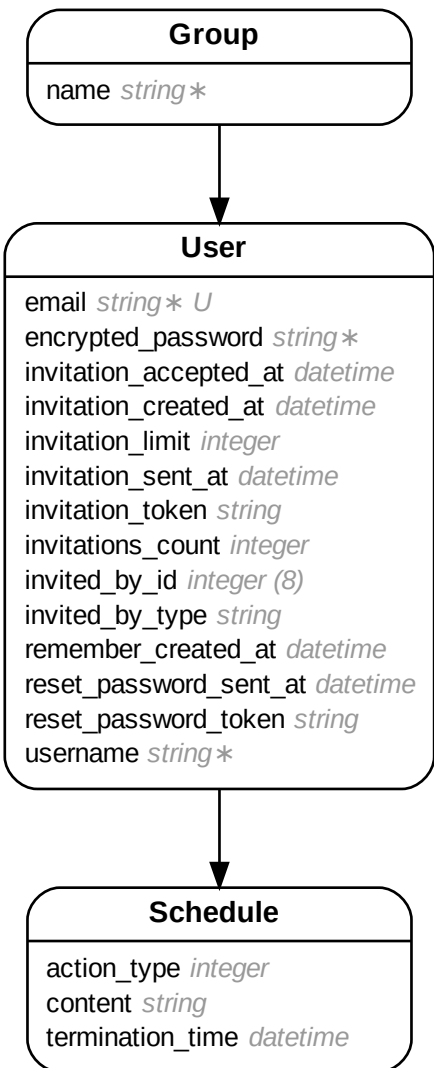 Group
name string∗
User
email string∗ U
encrypted_password string∗
invitation_accepted_at datetime
invitation_created_at datetime
invitation_limit integer
invitation_sent_at datetime
invitation_token string
invitations_count integer
invited_by_id integer (8)
invited_by_type string
remember_created_at datetime
reset_password_sent_at datetime
reset_password_token string
username string∗
Schedule
action_type integer
content string
termination_time datetime